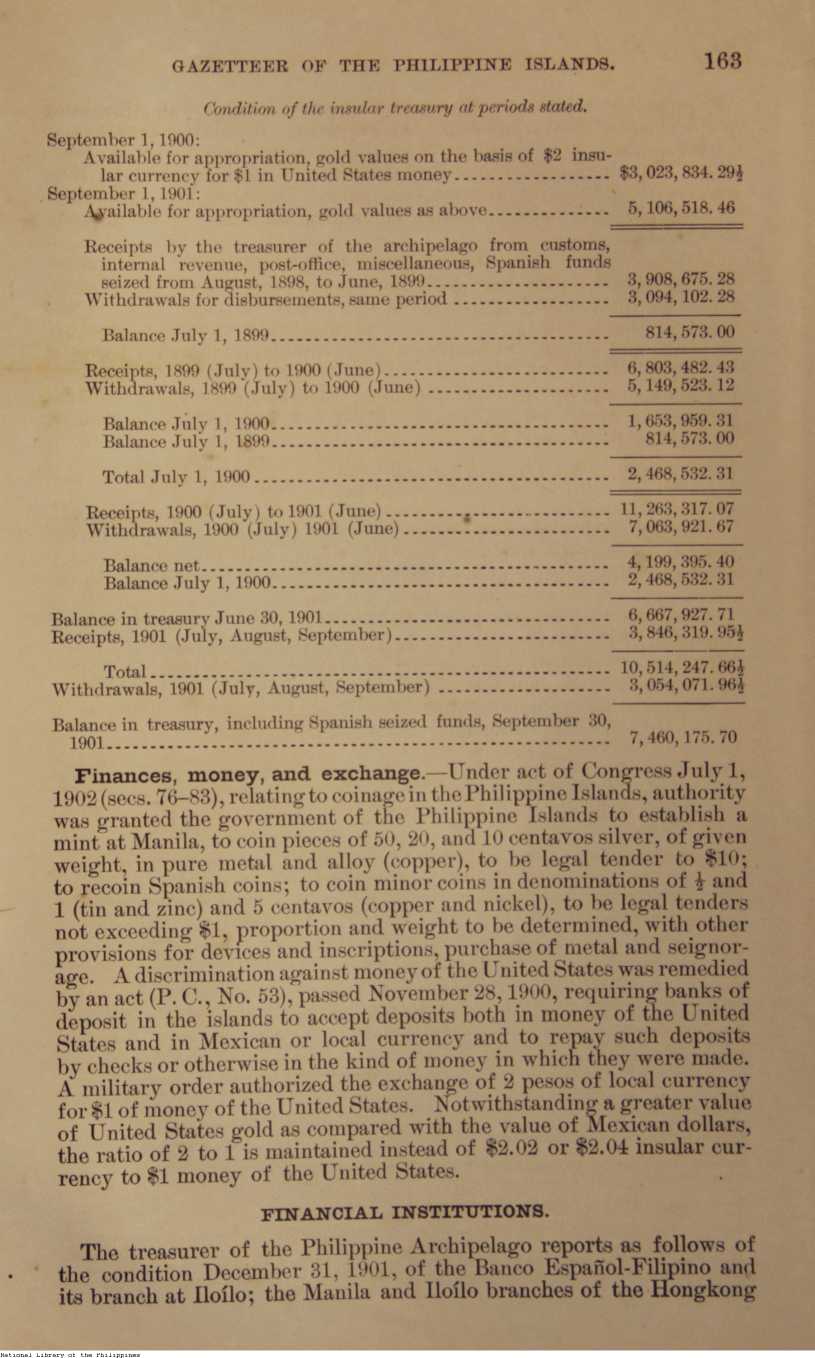 GAZETTEER OF THE PHILIPPINE ISLANDS. 163
Condition of the insular treasury at periods stated.
September 1, 1900:
Available for appropriation, gold values on the basis of $2 insu-
lar currency for $1 in United States money.................. $3,023,834.29½
September 1, 1901:
Available for appropriation, gold values as above.............. 5,106,518.46
Receipts by the treasurer of the archipelago from customs,
internal revenue, post-office, miscellaneous, Spanish funds
seized from August, 1898, to June, 1899..................... 3,908,675.28
Withdrawals for disbursements, same period .................. 3,094,102.28
Balance July 1, 1899....................................... 814,573.00
Receipts, 1899 (July) to 1900 (June).......................... 6,803,482.43
Withdrawals, 1899 (July) to 1900 (June) ..................... 5,149,523.12
Balance July 1, 1900....................................... 1,653,959.31
Balance July 1, 1899....................................... 814,573.00
Total July 1, 1900......................................... 2,468,532.31
Receipts, 1900 (July) to 1901 (June) .......................... 11,263,317.07
Withdrawals, 1900 (July) 1901 (June)........................ 7,063,921.67
Balance net............................................... 4,199,395.40
Balance July 1, 1900....................................... 2,468,532.31
Balance in treasury June 30, 1901................................. 6,667,927.71
Receipts, 1901 (July, August, September)......................... 3,846,319.95½
Total..................................................... 10,514,247.66½
Withdrawals, 1901 (July, August, September) .................... 3,054,071.96½
Balance in treasury, including Spanish seized funds, September 30,
1901.......................................................... 7,460,175.70
Finances, money, and exchange.—Under act of Congress July 1,
1902 (secs. 76–83), relating to coinage in the Philippine Islands, authority
was granted the government of the Philippine Islands to establish a
mint at Manila, to coin pieces of 50, 20, and 10 centavos silver, of given
weight, in pure metal and alloy (copper), to be legal tender to $10;
to recoin Spanish coins; to coin minor coins in denominations of ½ and
1 (tin and zinc) and 5 centavos (copper and nickel), to be legal tenders
not exceeding $1, proportion and weight to be determined, with other
provisions for devices and inscriptions, purchase of metal and seignor-
age. A discrimination against money of the United States was remedied
by an act (P. C., No. 53), passed November 28, 1900, requiring banks of
deposit in the islands to accept deposits both in money of the United
States and in Mexican or local currency and to repay such deposits
by checks or otherwise in the kind of money in which they were made.
A military order authorized the exchange of 2 pesos of local currency
for $1 of money of the United States. Notwithstanding a greater value
of United States gold as compared with the value of Mexican dollars,
the ratio of 2 to 1 is maintained instead of $2.02 or $2.04 insular cur-
rency to $1 money of the United States.
FINANCIAL INSTITUTIONS.
The treasurer of the Philippine Archipelago reports as follows of
the condition December 31, 1901, of the Banco Español-Filipino and
its branch at Iloílo; the Manila and Iloílo branches of the Hongkong
National Library of the Philippines